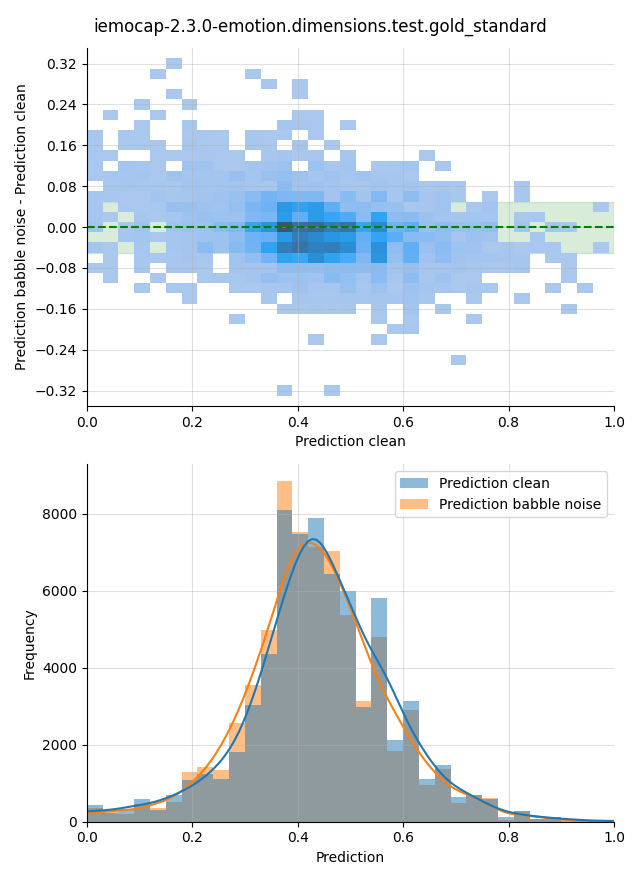 iemocap-2.3.0-emotion.dimensions.test.gold_standard
Prediction babble noise - Prediction clean
0.32
0.24
0.16
0.08
0.00
−0.08
−0.16
−0.24
−0.32
0.0 0.2 0.4 0.6 0.8 1.0
Prediction clean
Prediction clean
Prediction babble noise
Frequency
8000
6000
4000
2000
0
0.0 0.2 0.4 0.6 0.8 1.0
Prediction